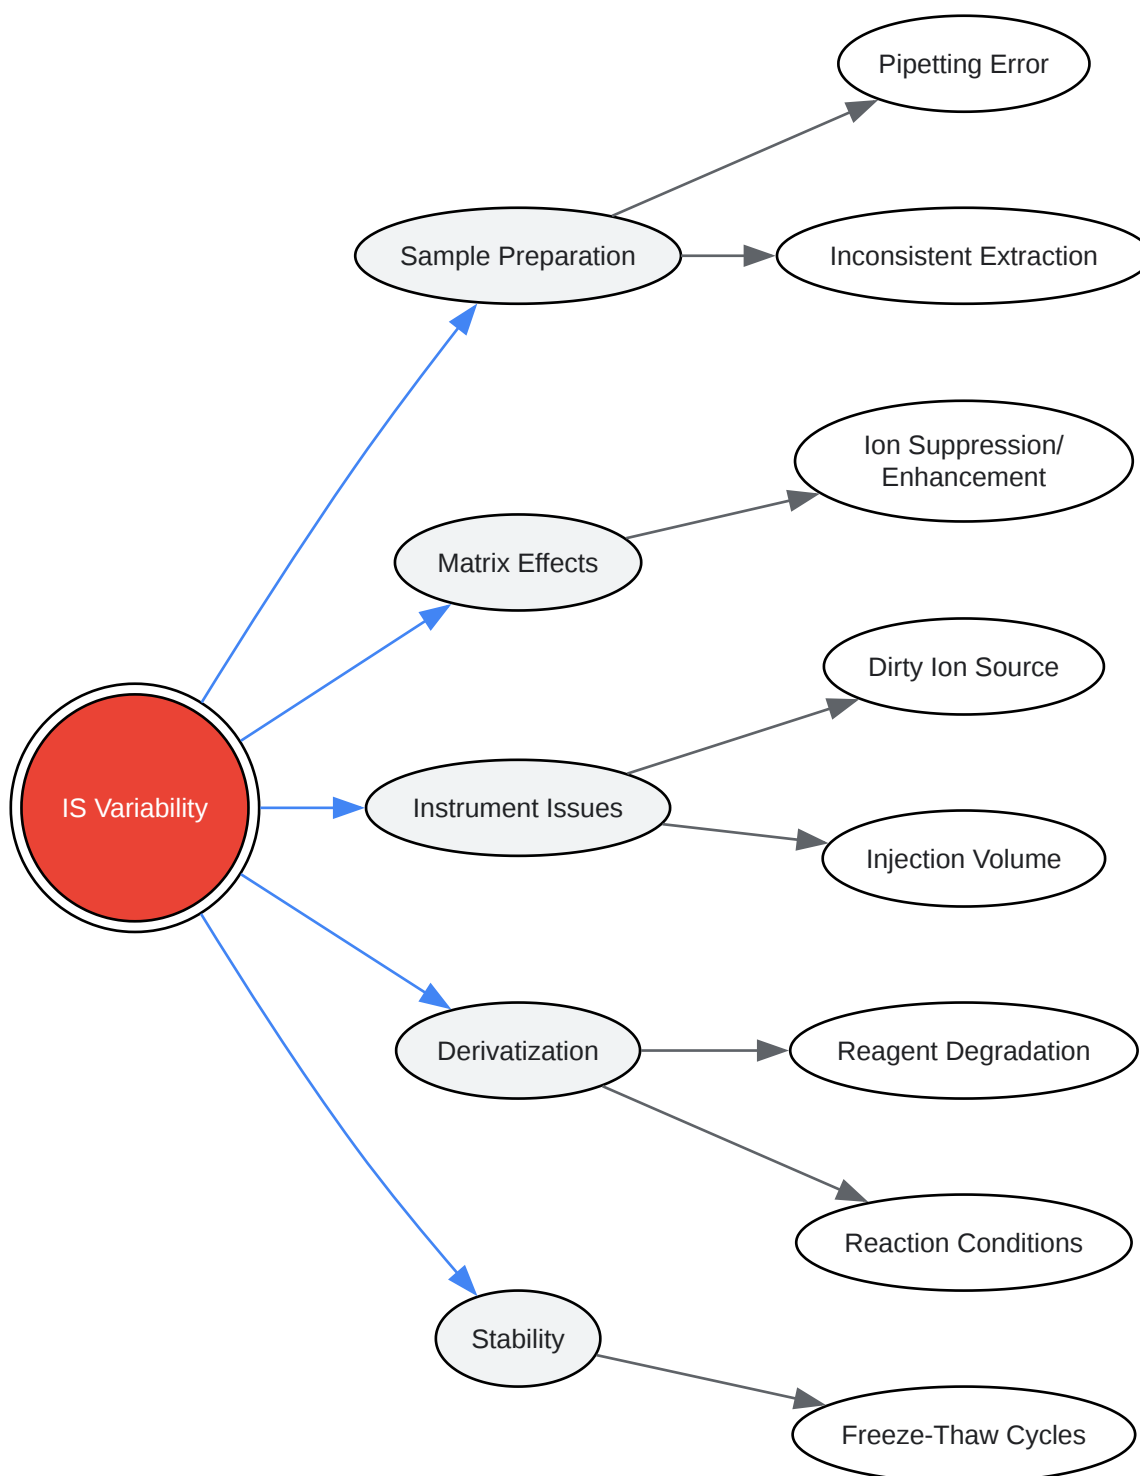 Pipetting Error
Sample Preparation
Inconsistent Extraction
Ion Suppression/
Enhancement
Matrix Effects
Dirty Ion Source
IS Variability
Instrument Issues
Injection Volume
Derivatization
Reagent Degradation
Reaction Conditions
Stability
Freeze-Thaw Cycles